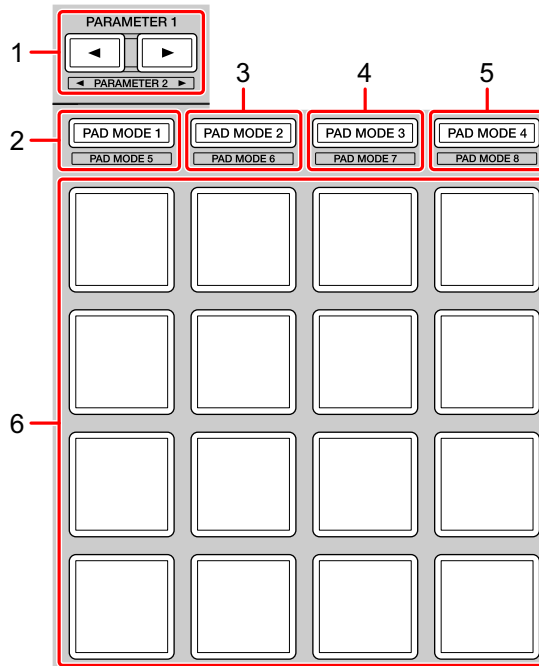 PARAMETER 1
1
◄ ►
◄ PARAMETER 2 ►
3 4 5
2 PAD MODE 1 PAD MODE 2 PAD MODE 3 PAD MODE 4
PAD MODE 5 PAD MODE 6 PAD MODE 7 PAD MODE 8
6